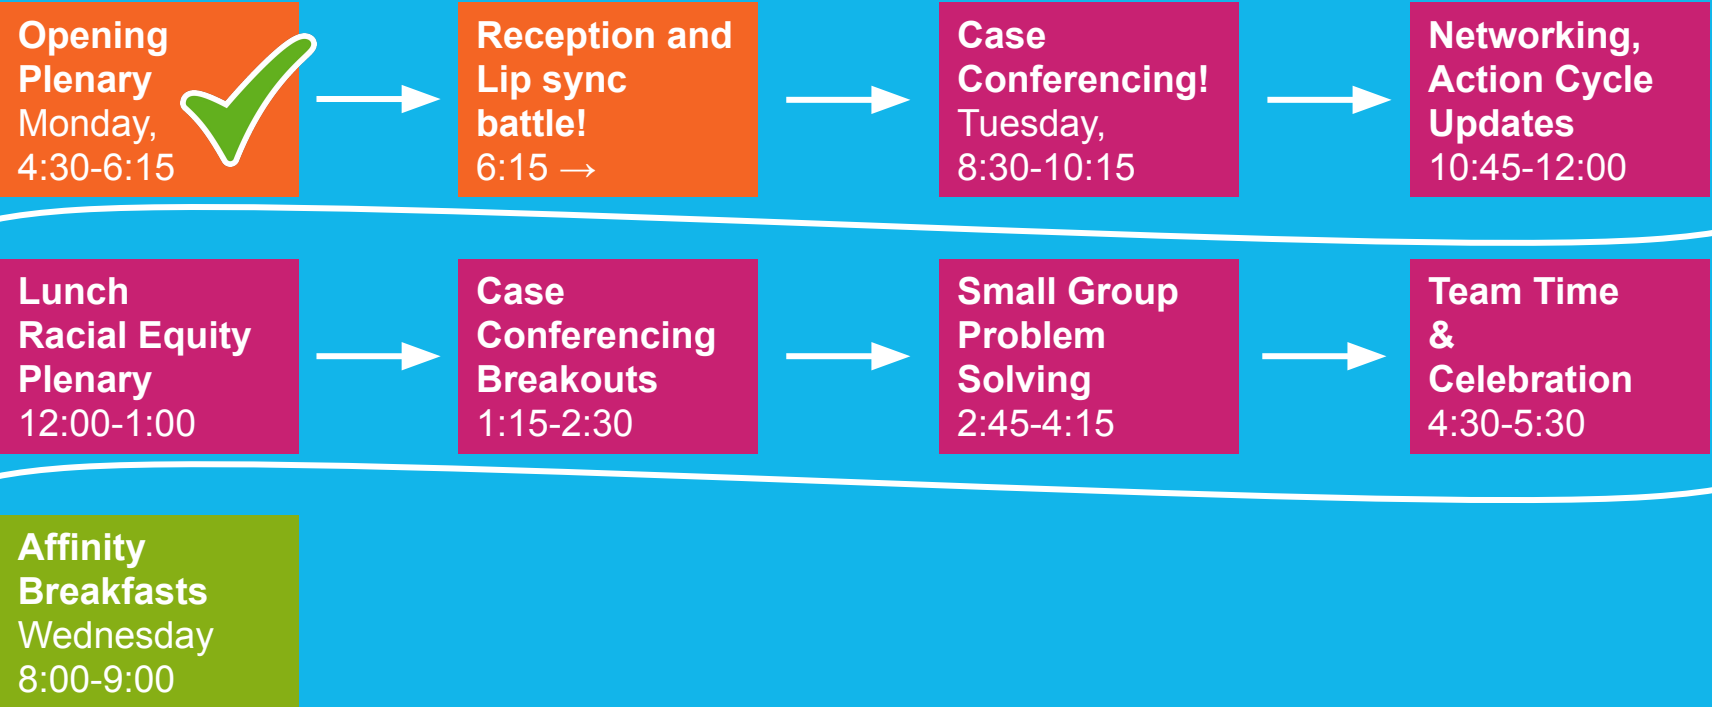 Opening
Plenary
Monday,
4:30-6:15
Reception and
Lip sync
battle!
6:15 →
Case
Conferencing!
Tuesday,
8:30-10:15
Networking,
Action Cycle
Updates
10:45-12:00
Lunch
Racial Equity
Plenary
12:00-1:00
Case
Conferencing
Breakouts
1:15-2:30
Small Group
Problem
Solving
2:45-4:15
Team Time
&
Celebration
4:30-5:30
Affinity
Breakfasts
Wednesday
8:00-9:00